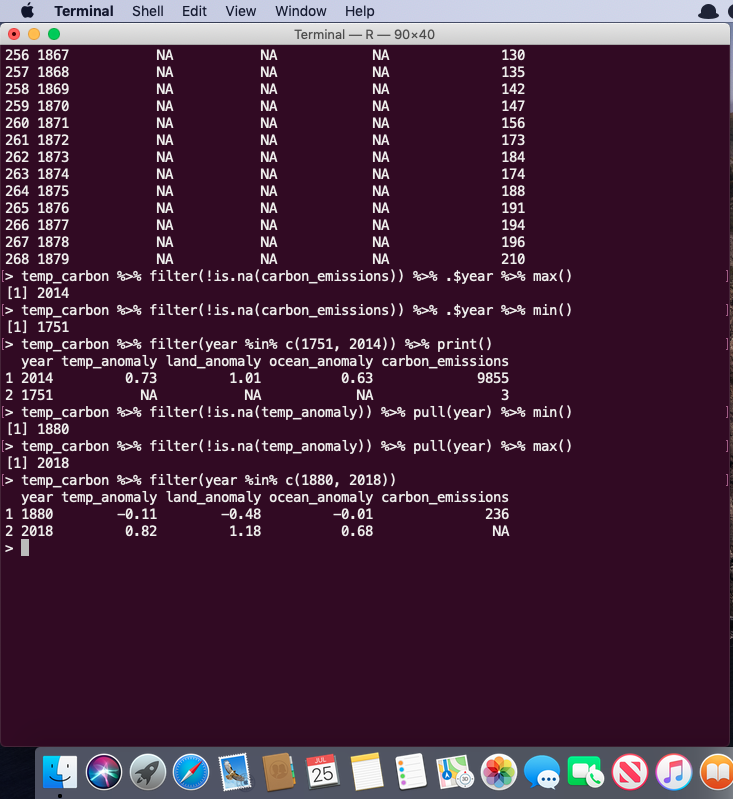 Terminal Shell Edit View Window Help
Terminal — R — 90×40
256 1867 NA NA NA 130
257 1868 NA NA NA 135
258 1869 NA NA NA 142
259 1870 NA NA NA 147
260 1871 NA NA NA 156
261 1872 NA NA NA 173
262 1873 NA NA NA 184
263 1874 NA NA NA 174
264 1875 NA NA NA 188
265 1876 NA NA NA 191
266 1877 NA NA NA 194
267 1878 NA NA NA 196
268 1879 NA NA NA 210
[> temp_carbon %>% filter(!is.na(carbon_emissions)) %>% .$year %>% max() ]
[1] 2014
[> temp_carbon %>% filter(!is.na(carbon_emissions)) %>% .$year %>% min() ]
[1] 1751
[> temp_carbon %>% filter(year %in% c(1751, 2014)) %>% print() ]
year temp_anomaly land_anomaly ocean_anomaly carbon_emissions
1 2014 0.73 1.01 0.63 9855
2 1751 NA NA NA 3
[> temp_carbon %>% filter(!is.na(temp_anomaly)) %>% pull(year) %>% min() ]
[1] 1880
[> temp_carbon %>% filter(!is.na(temp_anomaly)) %>% pull(year) %>% max() ]
[1] 2018
[> temp_carbon %>% filter(year %in% c(1880, 2018)) ]
year temp_anomaly land_anomaly ocean_anomaly carbon_emissions
1 1880 -0.11 -0.48 -0.01 236
2 2018 0.82 1.18 0.68 NA
>
JUL
25